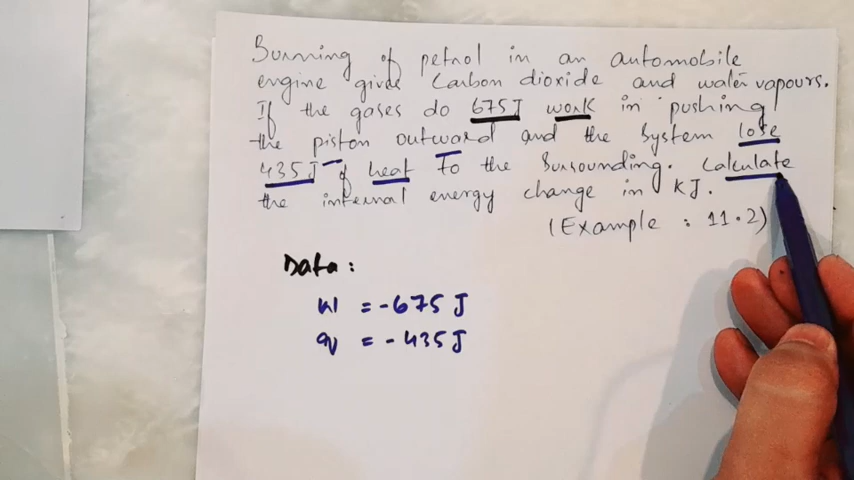 Burning of petrol in an automobile
engine give Carbon dioxide and water vapours.
If the gases do 675J work in pushing
the piston outward and the system lose
435J of heat To the Surrounding. Calculate
the internal energy change in KJ.
(Example : 11.2)
Data:
W = -675 J
q = -435 J